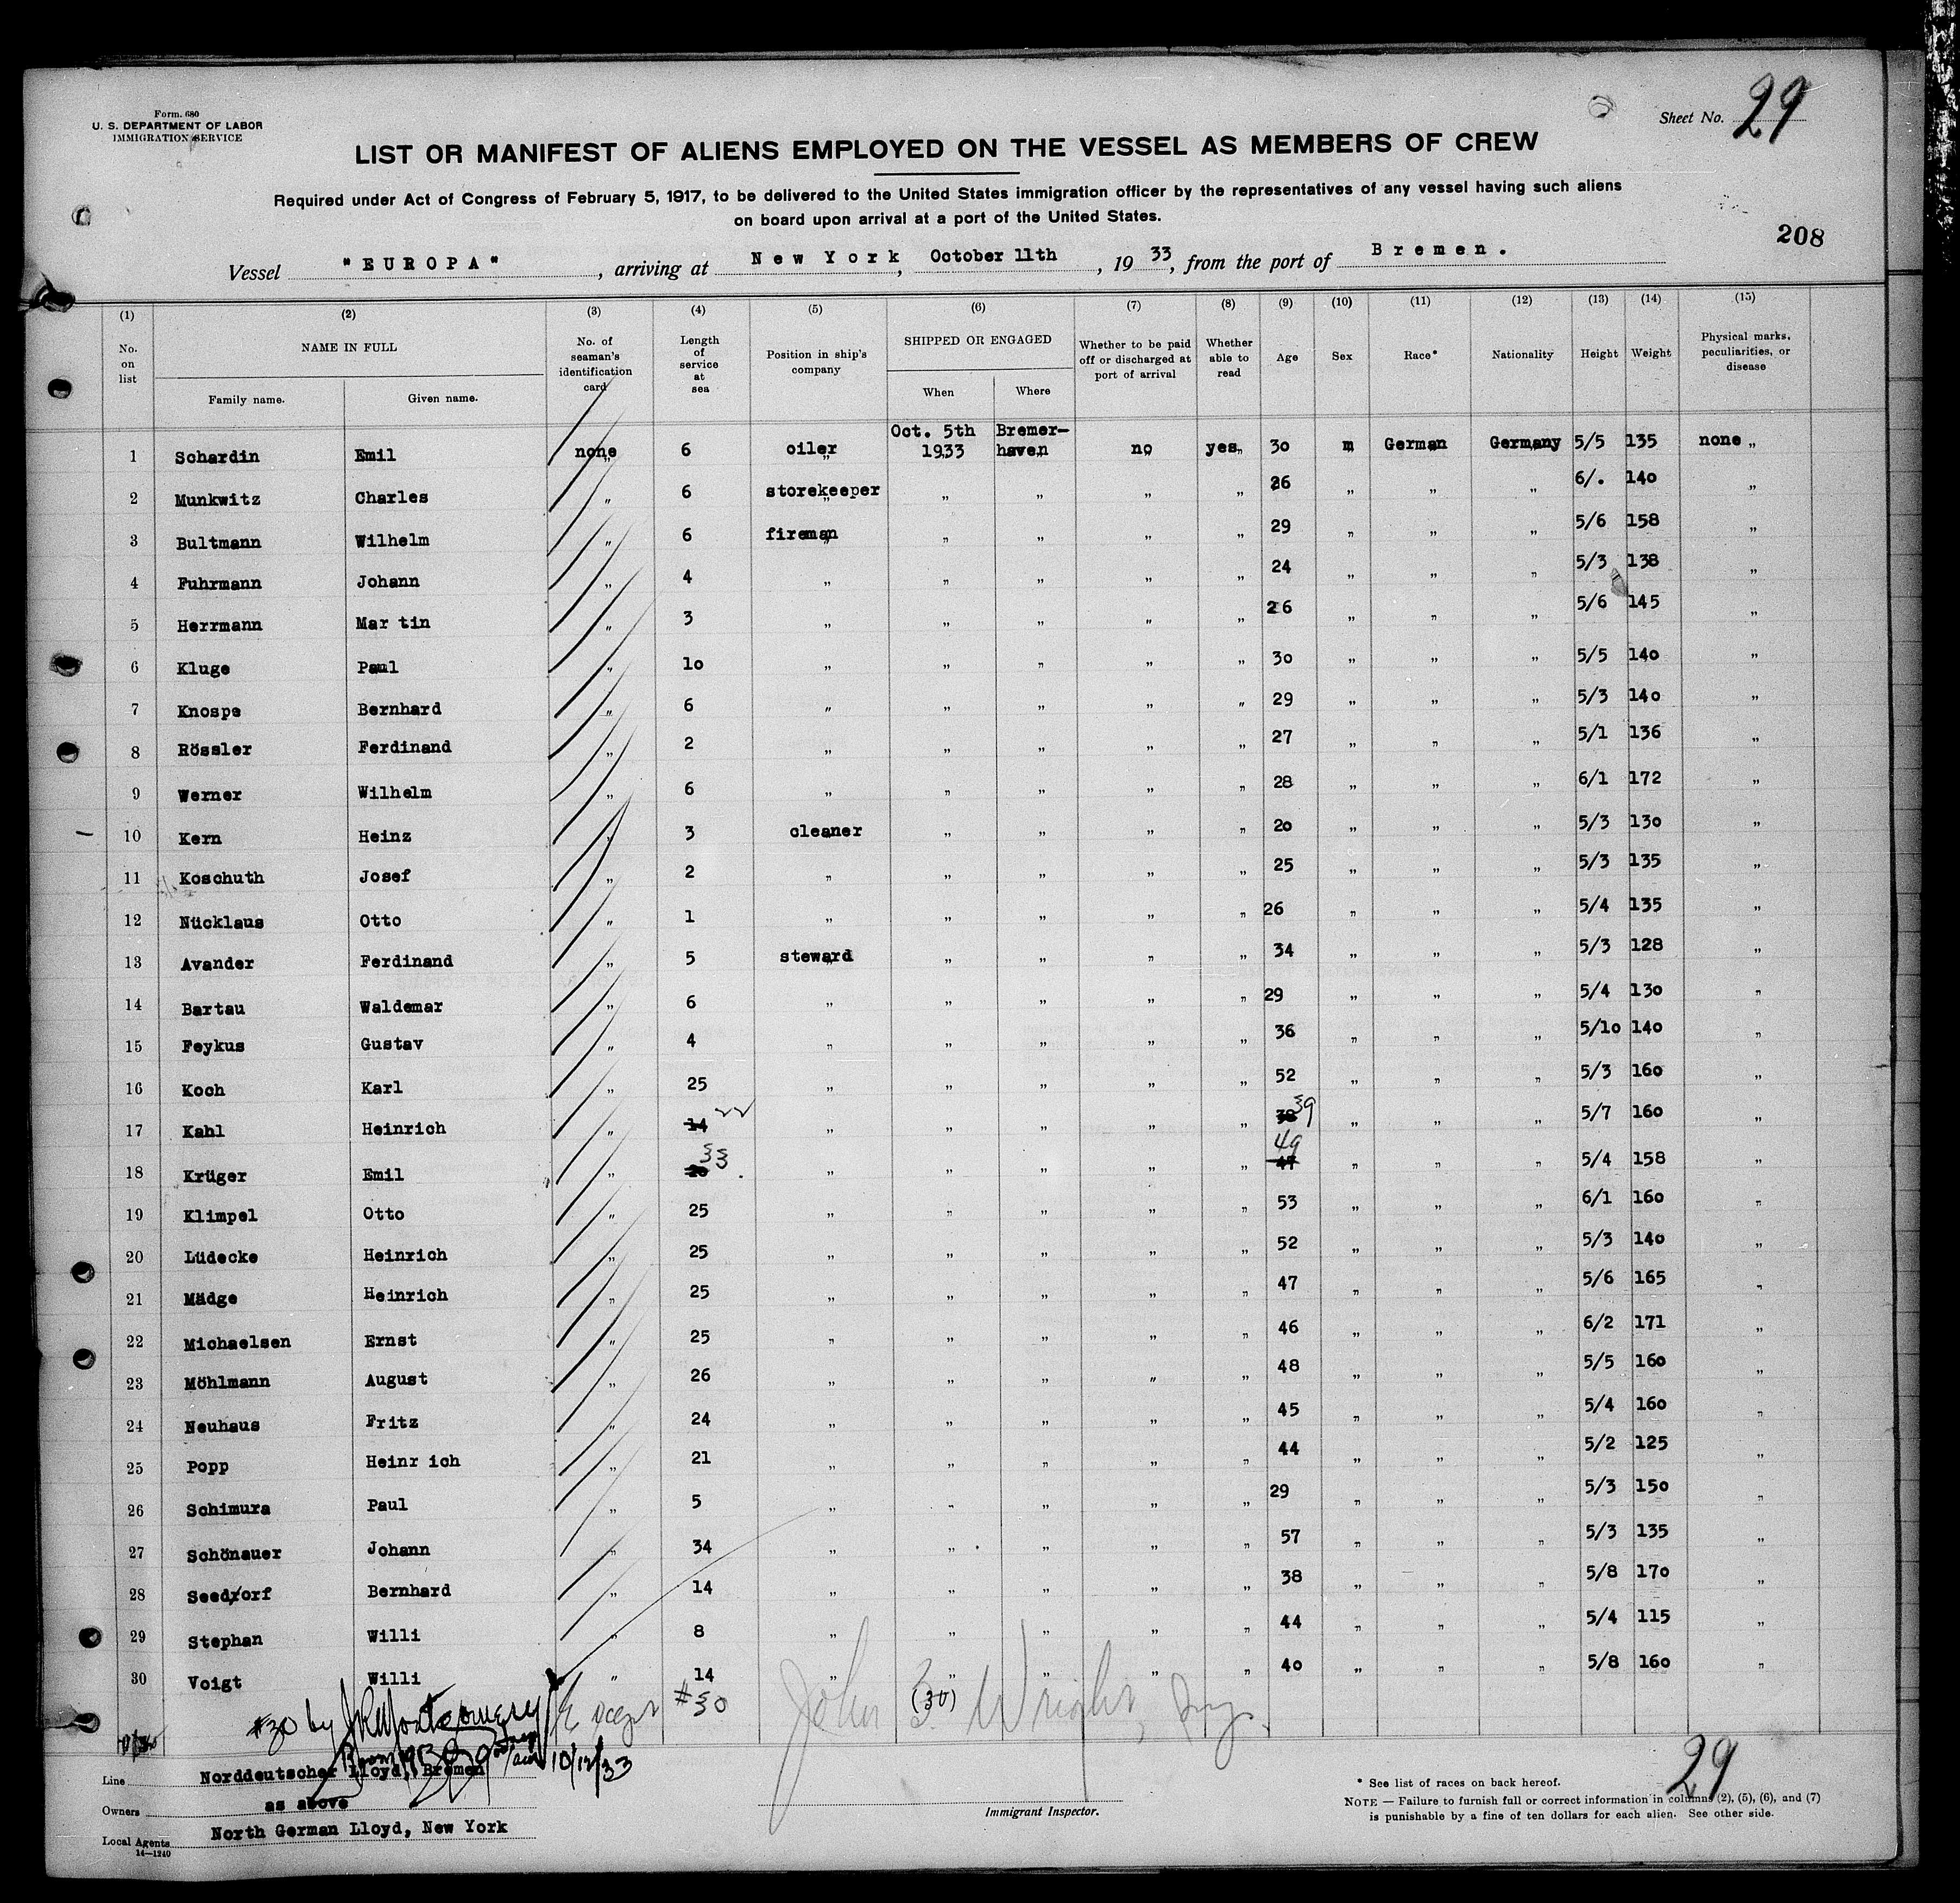 Form. 680
U. S. DEPARTMENT OF LABOR
IMMIGRATION SERVICE
Sheet No. 29
LIST OR MANIFEST OF ALIENS EMPLOYED ON THE VESSEL AS MEMBERS OF CREW
Required under Act of Congress of February 5, 1917, to be delivered to the United States immigration officer by the representatives of any vessel having such aliens
on board upon arrival at a port of the United States.
208
Vessel "EUROPA", arriving at New York, October 11th, 1933, from the port of Bremen.
(1) (2) (3) (4) (5) (6) (7) (8) (9) (10) (11) (12) (13) (14) (15)
No. on list NAME IN FULL Family name. Given name. No. of seaman's identification card Length of service at sea Position in ship's company SHIPPED OR ENGAGED When Where Whether to be paid off or discharged at port of arrival Whether able to read Age Sex Race* Nationality Height Weight Physical marks, peculiarities, or disease
1 Schardin Emil none 6 oiler Oct. 5th 1933 Bremer-haven no yes 30 m German Germany 5/5 135 none „
2 Munkwitz Charles „ 6 storekeeper „ „ „ „ 26 „ „ „ 6/. 140 „
3 Bultmann Wilhelm „ 6 fireman „ „ „ „ 29 „ „ „ 5/6 158 „
4 Fuhrmann Johann „ 4 „ „ „ „ „ 24 „ „ „ 5/3 138 „
5 Herrmann Mar tin „ 3 „ „ „ „ „ 26 „ „ „ 5/6 145 „
6 Kluge Paul „ 10 „ „ „ „ „ 30 „ „ „ 5/5 140 „
7 Knospe Bernhard „ 6 „ „ „ „ „ 29 „ „ „ 5/3 140 „
8 Rössler Ferdinand „ 2 „ „ „ „ „ 27 „ „ „ 5/1 136 „
9 Werner Wilhelm „ 6 „ „ „ „ „ 28 „ „ „ 6/1 172 „
10 Kern Heinz „ 3 cleaner „ „ „ „ 20 „ „ „ 5/3 130 „
11 Koschuth Josef „ 2 „ „ „ „ „ 25 „ „ „ 5/3 135 „
12 Nücklaus Otto „ 1 „ „ „ „ „ 26 „ „ „ 5/4 135 „
13 Avander Ferdinand „ 5 steward „ „ „ „ 34 „ „ „ 5/3 128 „
14 Bartau Waldemar „ 6 „ „ „ „ „ 29 „ „ „ 5/4 130 „
15 Feykus Gustav „ 4 „ „ „ „ „ 36 „ „ „ 5/10 140 „
16 Koch Karl „ 25 „ „ „ „ „ 52 „ „ „ 5/3 160 „
17 Kahl Heinrich „ 14 22 „ „ „ „ „ 38 39 „ „ „ 5/7 160 „
18 Krüger Emil „ 33 „ „ „ „ „ 47 49 „ „ „ 5/4 158 „
19 Klimpel Otto „ 25 „ „ „ „ „ 53 „ „ „ 6/1 160 „
20 Lüdecke Heinrich „ 25 „ „ „ „ „ 52 „ „ „ 5/3 140 „
21 Mädge Heinrich „ 25 „ „ „ „ „ 47 „ „ „ 5/6 165 „
22 Michaelsen Ernst „ 25 „ „ „ „ „ 46 „ „ „ 6/2 171 „
23 Möhlmann August „ 26 „ „ „ „ „ 48 „ „ „ 5/5 160 „
24 Neuhaus Fritz „ 24 „ „ „ „ „ 45 „ „ „ 5/4 160 „
25 Popp Heinr ich „ 21 „ „ „ „ „ 44 „ „ „ 5/2 125 „
26 Schimura Paul „ 5 „ „ „ „ „ 29 „ „ „ 5/3 150 „
27 Schönauer Johann „ 34 „ „ „ „ „ 57 „ „ „ 5/3 135 „
28 Seedorf Bernhard „ 14 „ „ „ „ „ 38 „ „ „ 5/8 170 „
29 Stephan Willi „ 8 „ „ „ „ „ 44 „ „ „ 5/4 115 „
30 Voigt Willi „ 14 „ „ „ „ „ 40 „ „ „ 5/8 160 „
#30 by JRMontgomery #30 John B. Wright, (30)
10/12/33
29
Line Norddeutscher Lloyd, Bremen
Owners as above
Local Agents North German Lloyd, New York
14—1240
Immigrant Inspector.
* See list of races on back hereof.
NOTE — Failure to furnish full or correct information in columns (2), (5), (6), and (7)
is punishable by a fine of ten dollars for each alien. See other side.